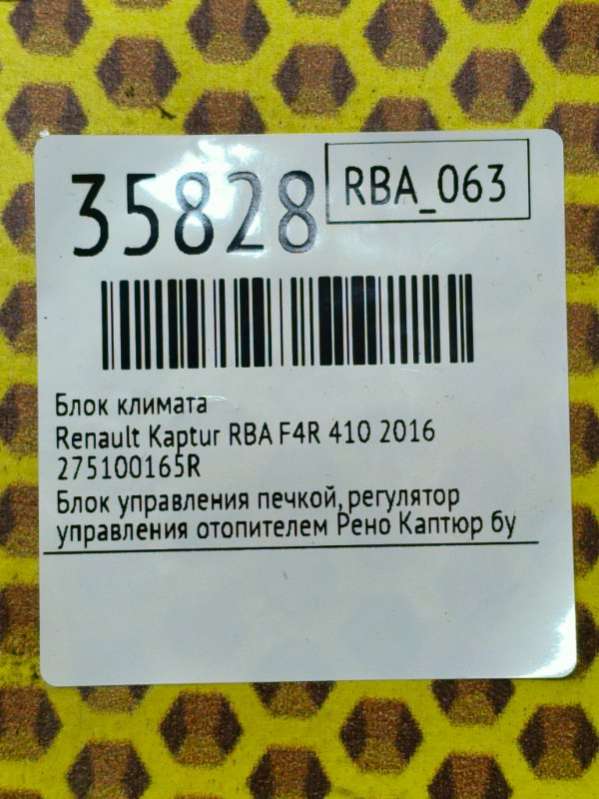 35828
RBA_063
Блок климата
Renault Kaptur RBA F4R 410 2016
275100165R
Блок управления печкой, регулятор
управления отопителем Рено Каптюр бу